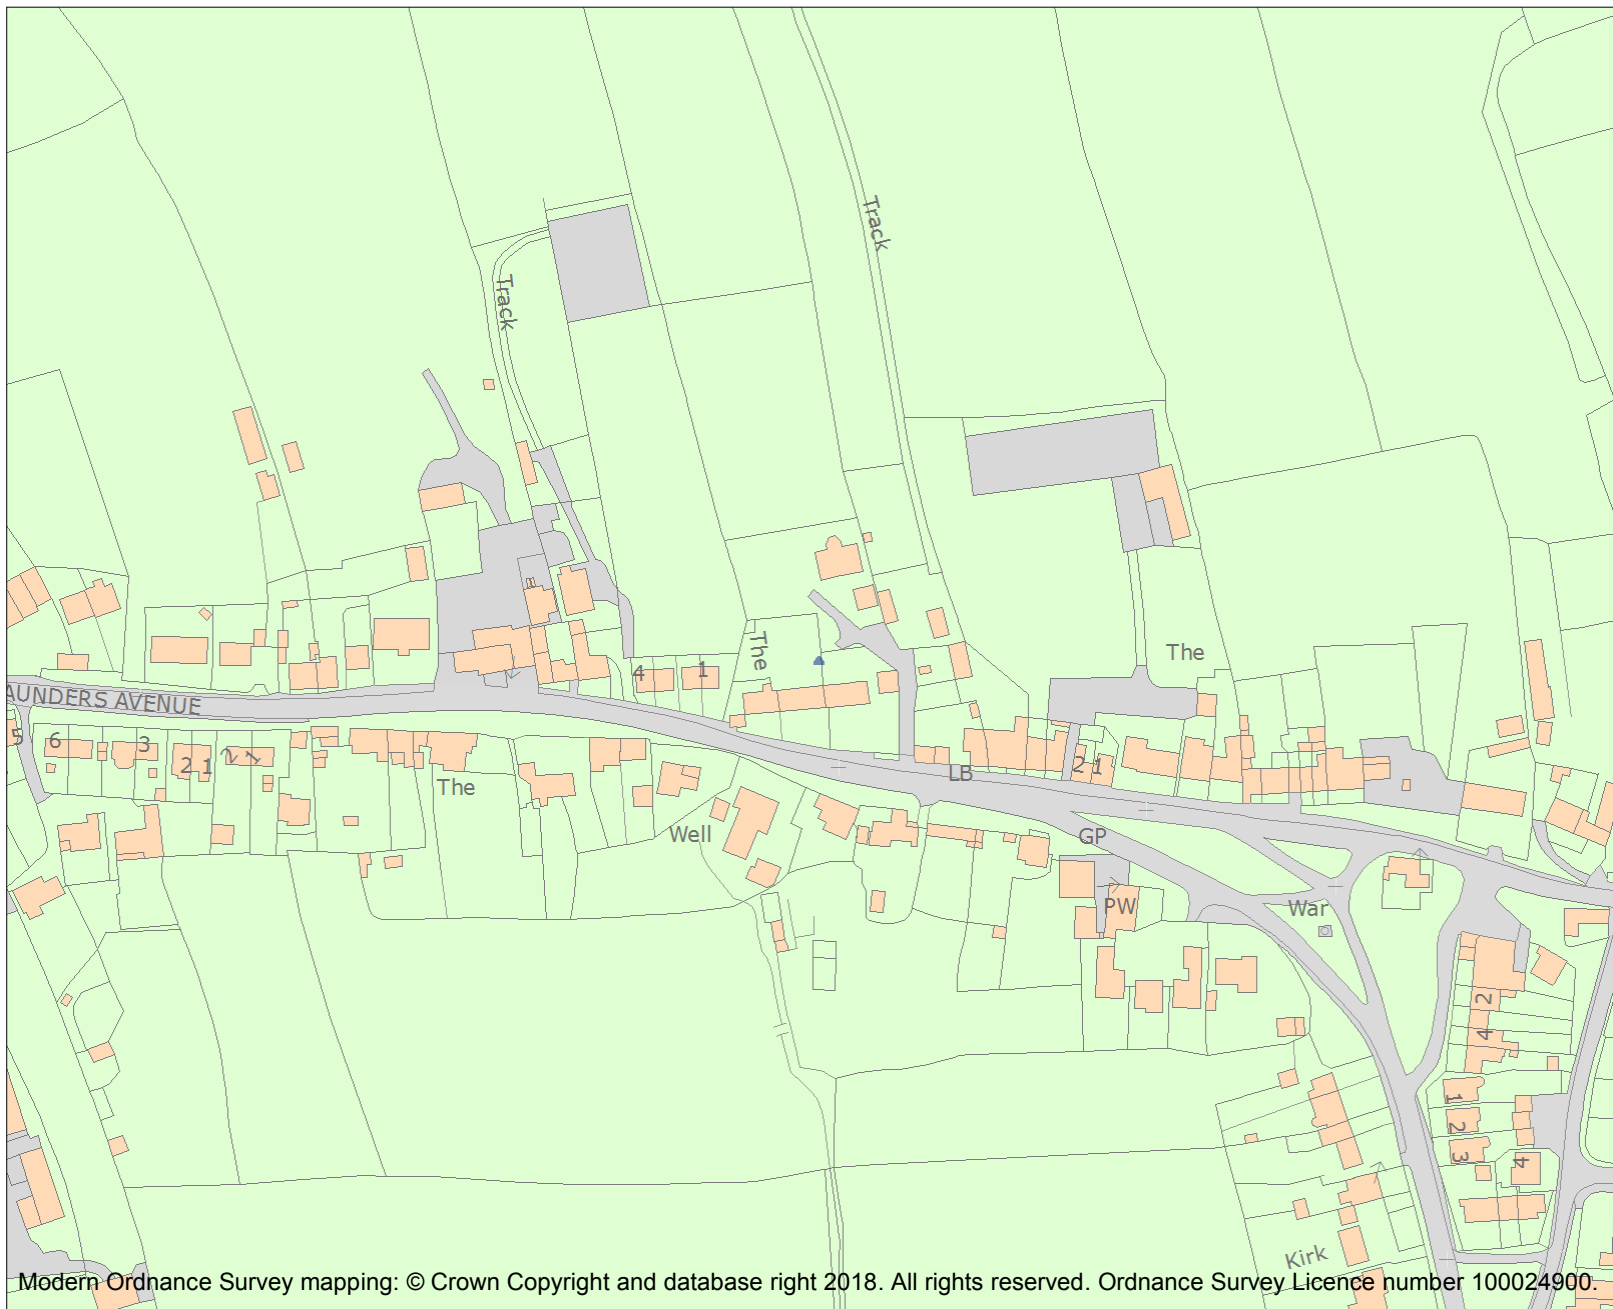 Track
Track
The
The
4
1
AUNDERS AVENUE
5
6
3
2 1
2 1
The
LB
2 1
Well
GP
PW
War
2
4
1
2
3
4
Kirk
Modern Ordnance Survey mapping: © Crown Copyright and database right 2018. All rights reserved. Ordnance Survey Licence number 100024900.